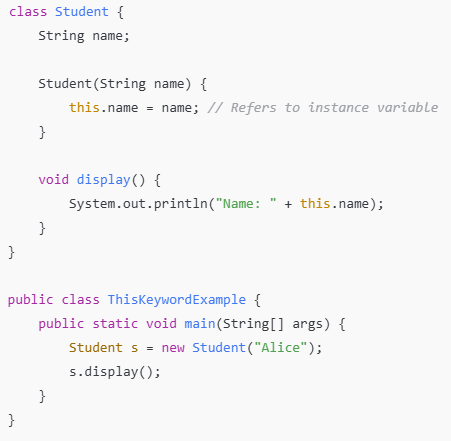 class Student {
    String name;

    Student(String name) {
        this.name = name; // Refers to instance variable
    }

    void display() {
        System.out.println("Name: " + this.name);
    }
}

public class ThisKeywordExample {
    public static void main(String[] args) {
        Student s = new Student("Alice");
        s.display();
    }
}